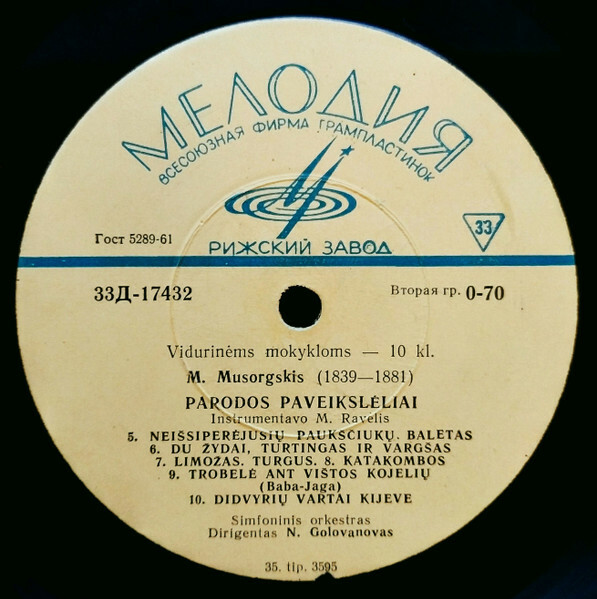 МЕЛОДИЯ
ВСЕСОЮЗНАЯ ФИРМА ГРАМПЛАСТИНОК
Гост 5289-61
33
РИЖСКИЙ ЗАВОД
33Д-17432
Вторая гр. 0-70
Vidurinėms mokykloms — 10 kl.
M. Musorgskis (1839—1881)
PARODOS PAVEIKSLĖLIAI
Instrumentavo M. Ravelis
5. NEIŠSIPERĖJUSIŲ PAUKŠČIUKŲ. BALETAS
6. DU ŽYDAI, TURTINGAS IR VARGŠAS
7. LIMOŽAS. TURGUS. 8. KATAKOMBOS
9. TROBELĖ ANT VIŠTOS KOJELIŲ
(Baba-Jaga)
10. DIDVYRIŲ VARTAI KIJEVE
Simfoninis orkestras
Dirigentas N. Golovanovas
35. tip. 3595